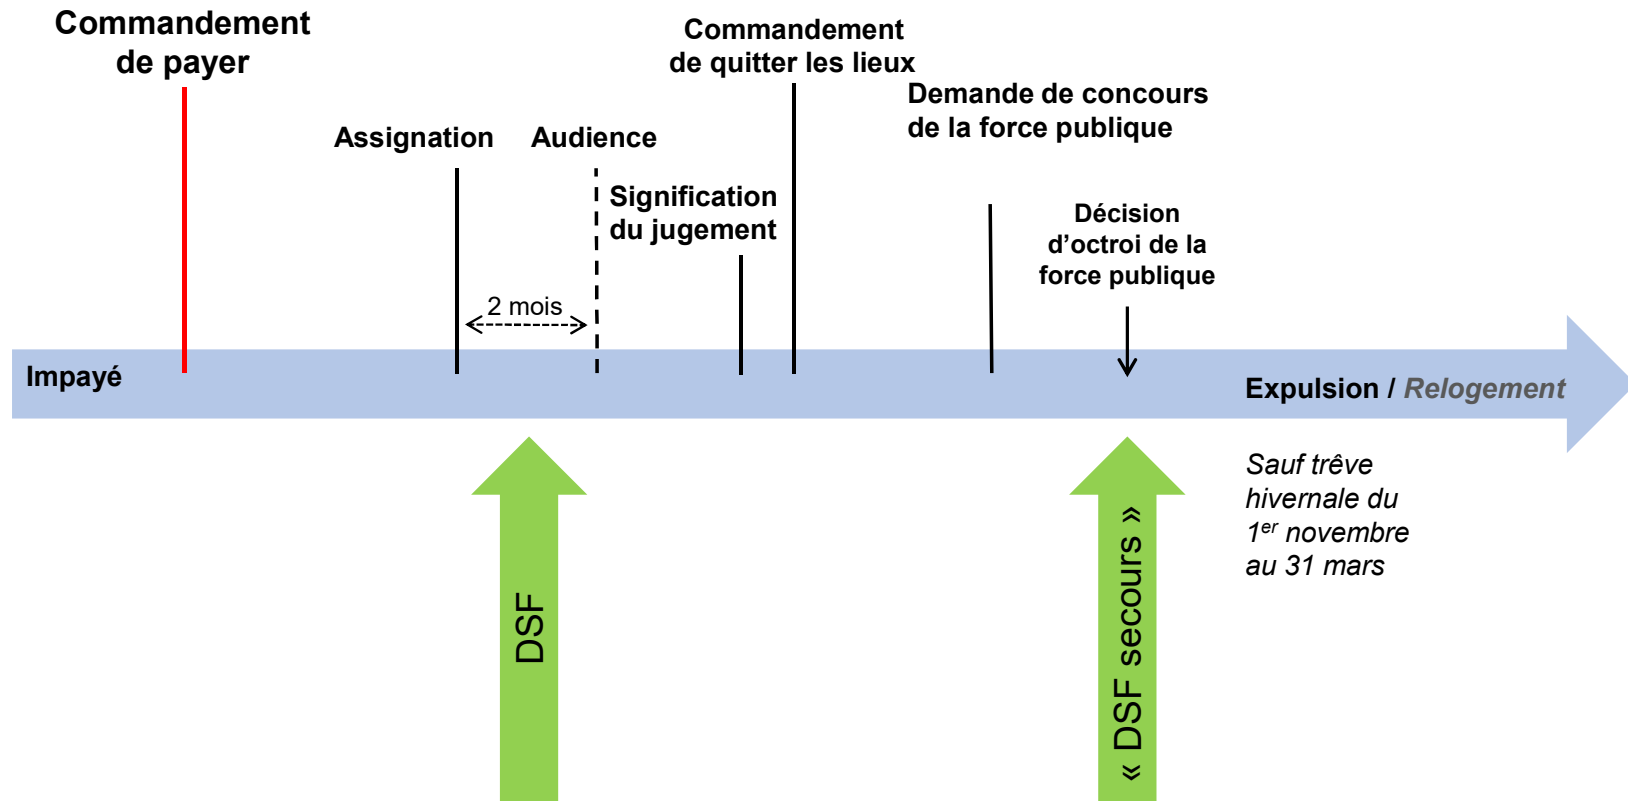 Commandement
de payer
Commandement
de quitter les lieux
Demande de concours
de la force publique
Assignation
Audience
Signification
du jugement
Décision
d’octroi de la
force publique
2 mois
Impayé
Expulsion / Relogement
Sauf trêve
hivernale du
1er novembre
au 31 mars
DSF
« DSF secours »